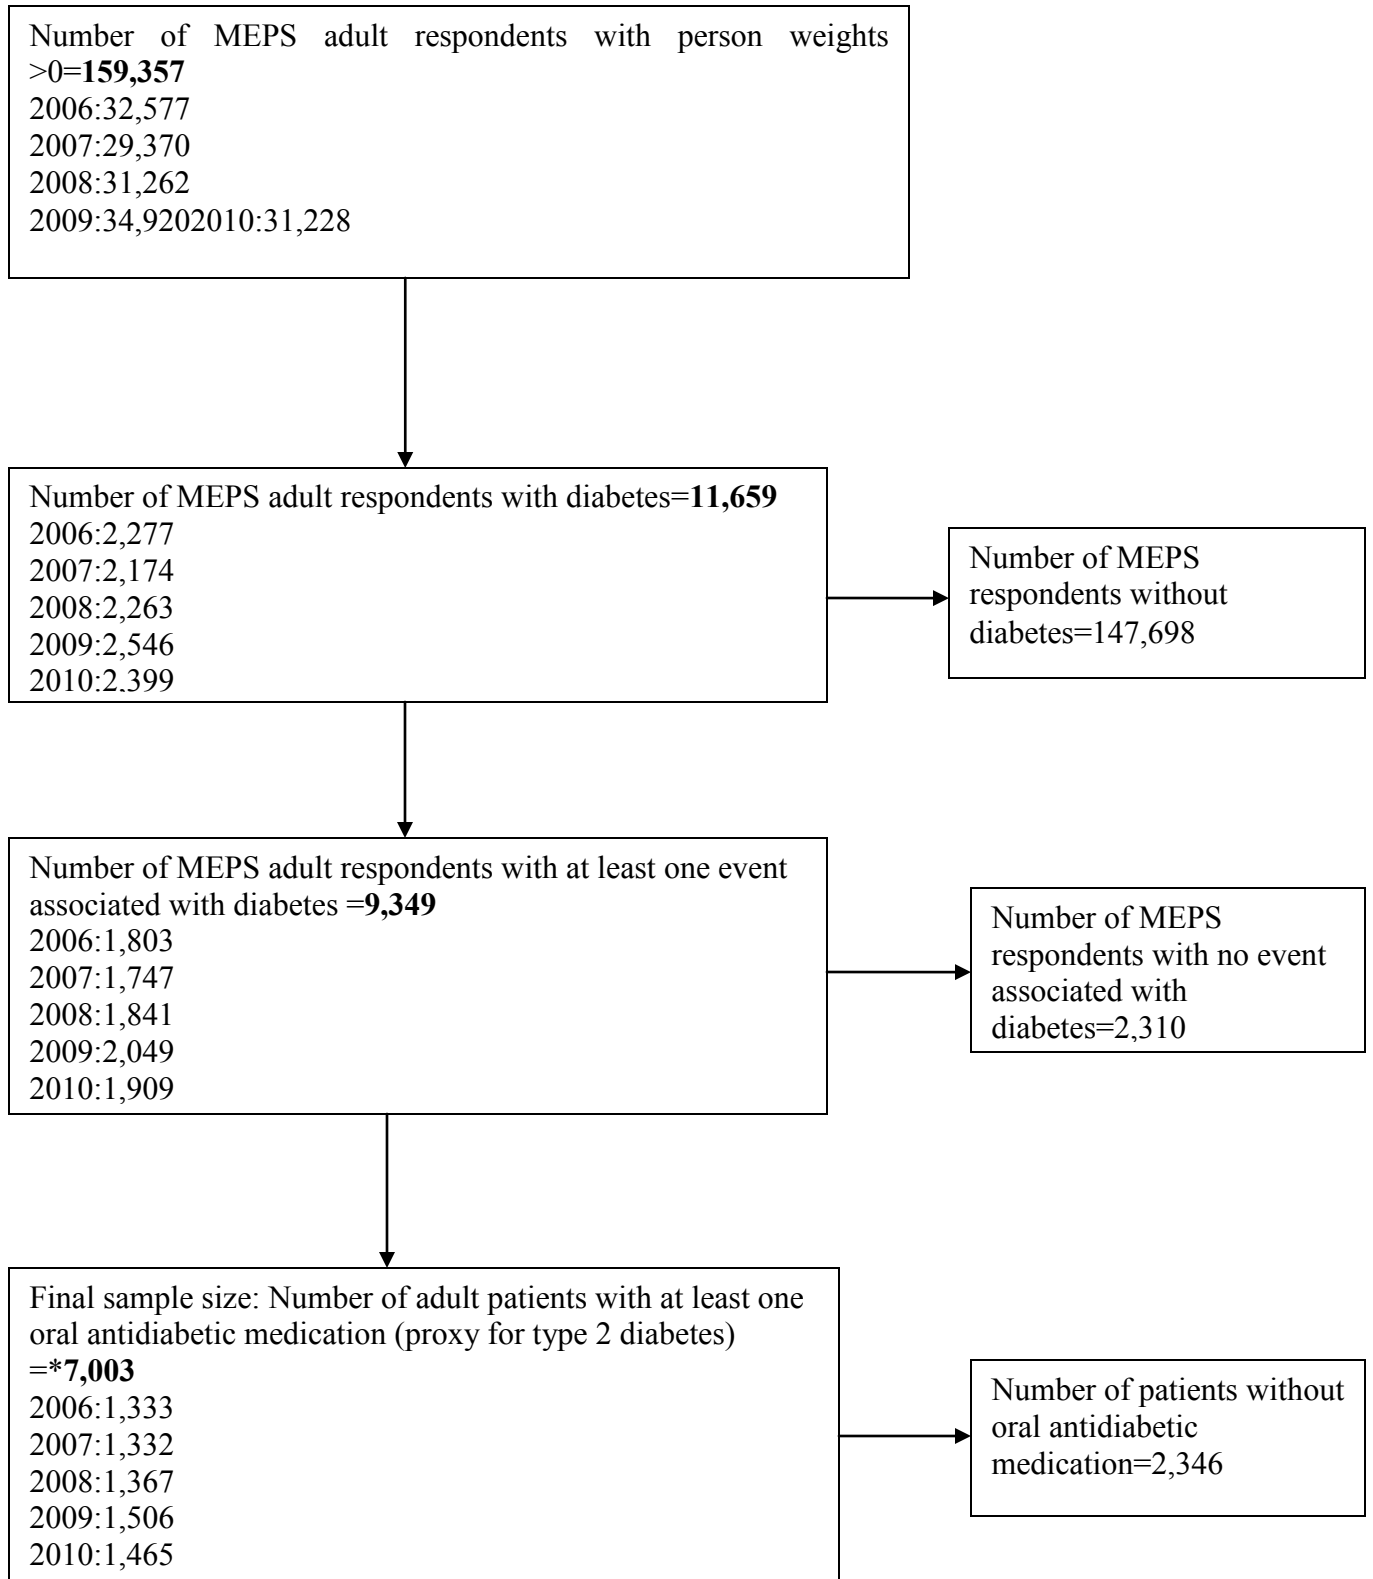 Number of MEPS adult respondents with person weights
>0=159,357
2006:32,577
2007:29,370
2008:31,262
2009:34,9202010:31,228
Number of MEPS adult respondents with diabetes=11,659
2006:2,277
2007:2,174
2008:2,263
2009:2,546
2010:2,399
Number of MEPS
respondents without
diabetes=147,698
Number of MEPS adult respondents with at least one event
associated with diabetes =9,349
2006:1,803
2007:1,747
2008:1,841
2009:2,049
2010:1,909
Number of MEPS
respondents with no event
associated with
diabetes=2,310
Final sample size: Number of adult patients with at least one
oral antidiabetic medication (proxy for type 2 diabetes)
=*7,003
2006:1,333
2007:1,332
2008:1,367
2009:1,506
2010:1,465
Number of patients without
oral antidiabetic
medication=2,346